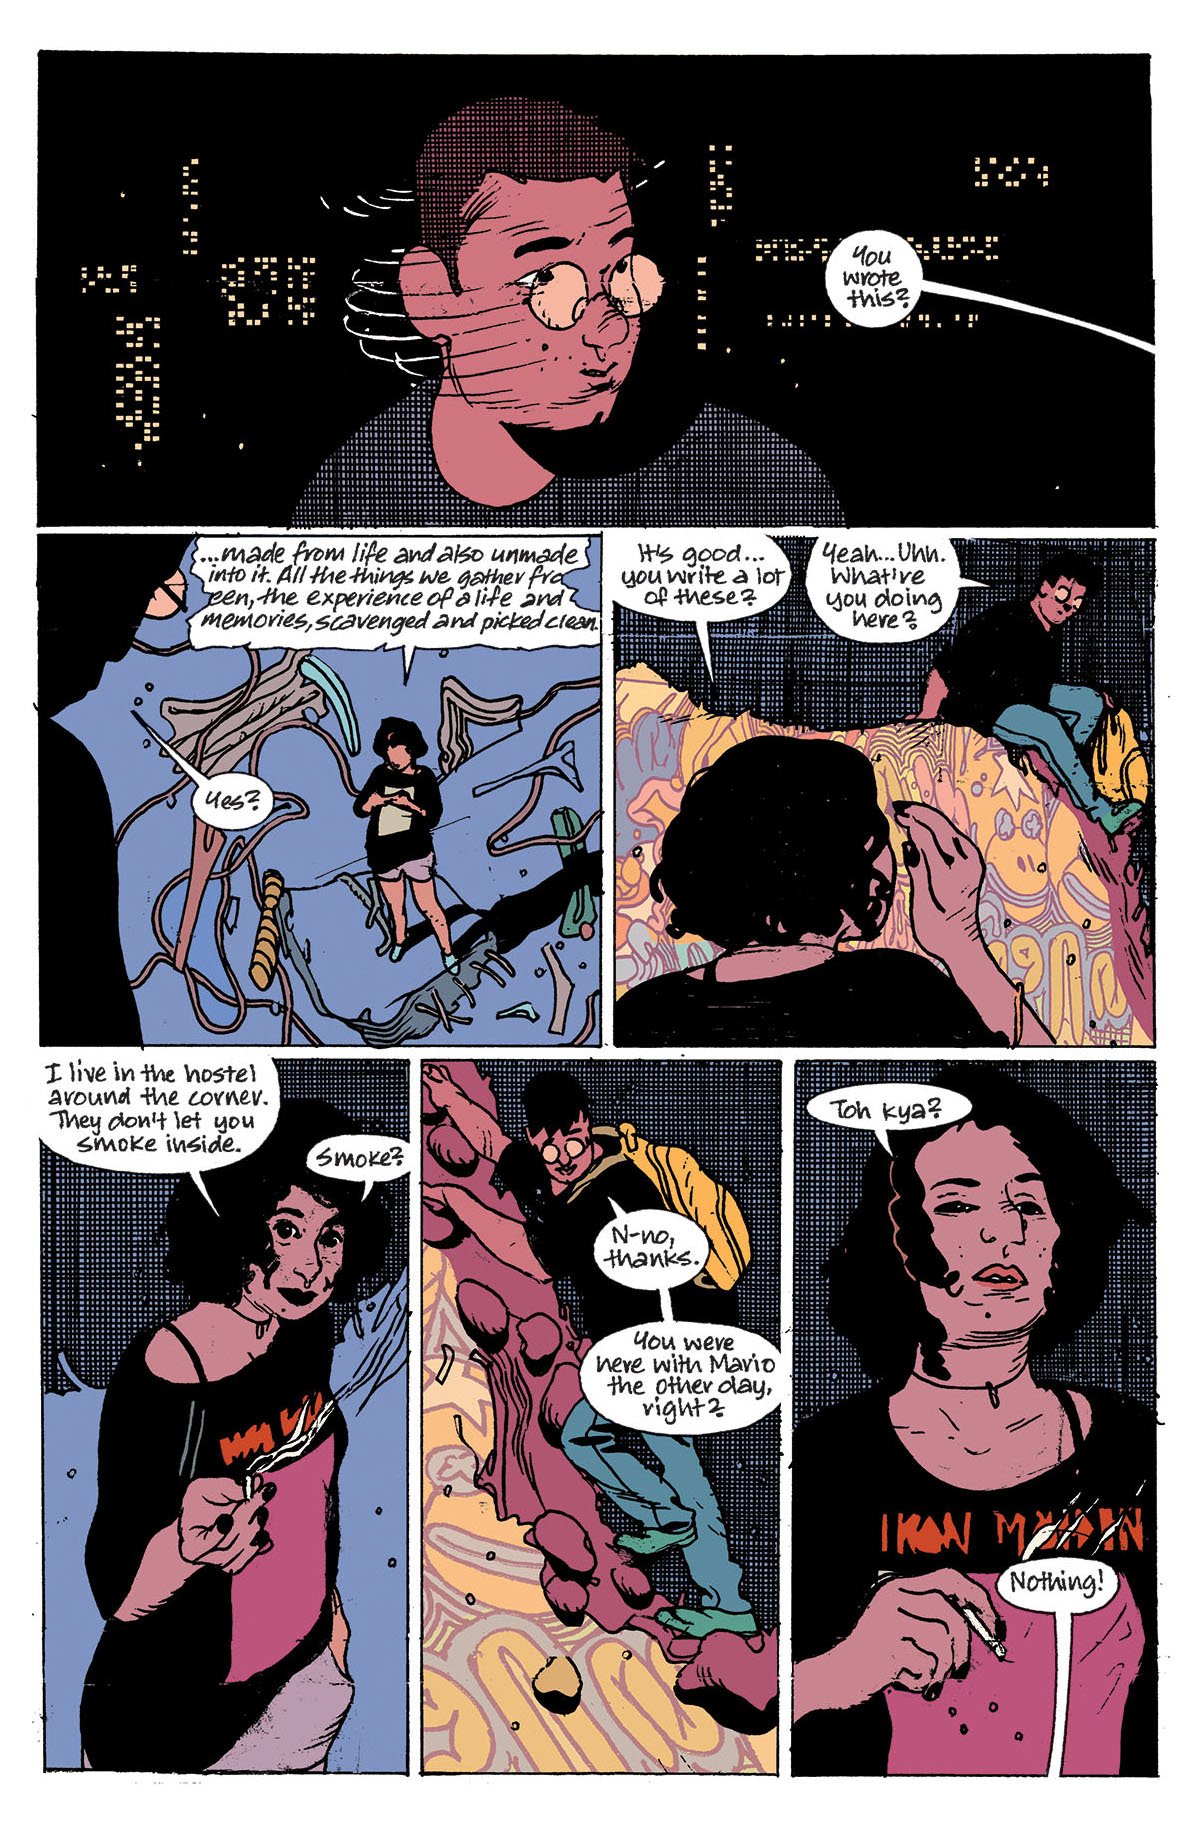 You
wrote
this?
...made from life and also unmade
into it. All the things we gather fro
een, the experience of a life and
memories, scavenged and picked clean.
Yes?
It's good...
you write a lot
of these?
Yeah...Uhh.
What're
you doing
here?
I live in the hostel
around the corner.
They don't let you
smoke inside.
Smoke?
N-no,
thanks.
You were
here with Mario
the other day,
right?
Toh kya?
IRON MAIDEN
Nothing!